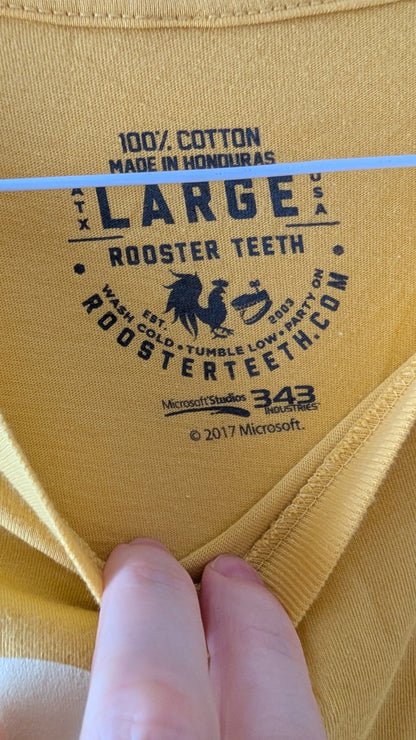 100% COTTON
MADE IN HONDURAS
ATX
LARGE
USA
ROOSTER TEETH
EST. 2003
WASH COLD • TUMBLE LOW • PARTY ON
• ROOSTERTEETH.COM •
Microsoft Studios
343
INDUSTRIES
© 2017 Microsoft.